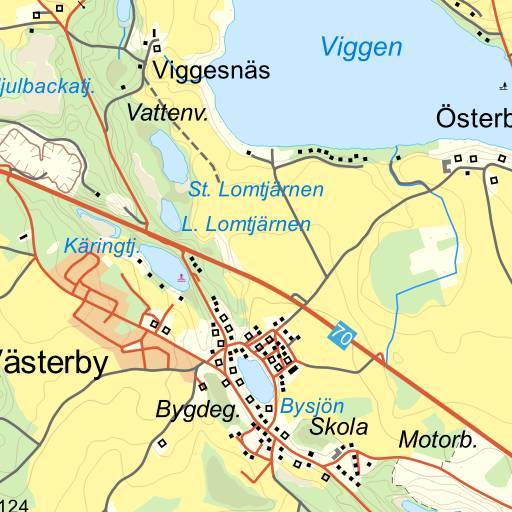 Viggen
Viggesnäs
julbackatj.
Vattenv.
Österb
St. Lomtjärnen
L. Lomtjärnen
Käringtj.
70
Västerby
Bygdeg.
Bysjön
Skola
Motorb.
124